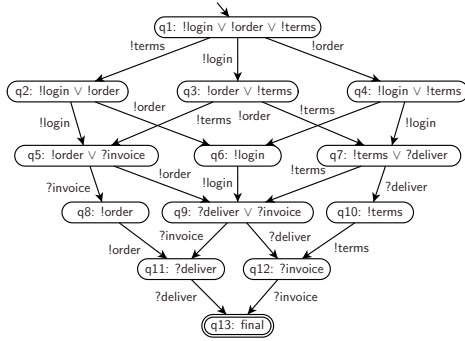 q1: !login ∨ !order ∨ !terms
!terms
!login
!order
q2: !login ∨ !order
q3: !order ∨ !terms
q4: !login ∨ !terms
!login
!order
!terms
!order
!terms
!login
q5: !order ∨ ?invoice
q6: !login
q7: !terms ∨ ?deliver
?invoice
!order
!login
!terms
?deliver
q8: !order
q9: ?deliver ∨ ?invoice
q10: !terms
!order
?invoice
?deliver
!terms
q11: ?deliver
q12: ?invoice
?deliver
?invoice
q13: final